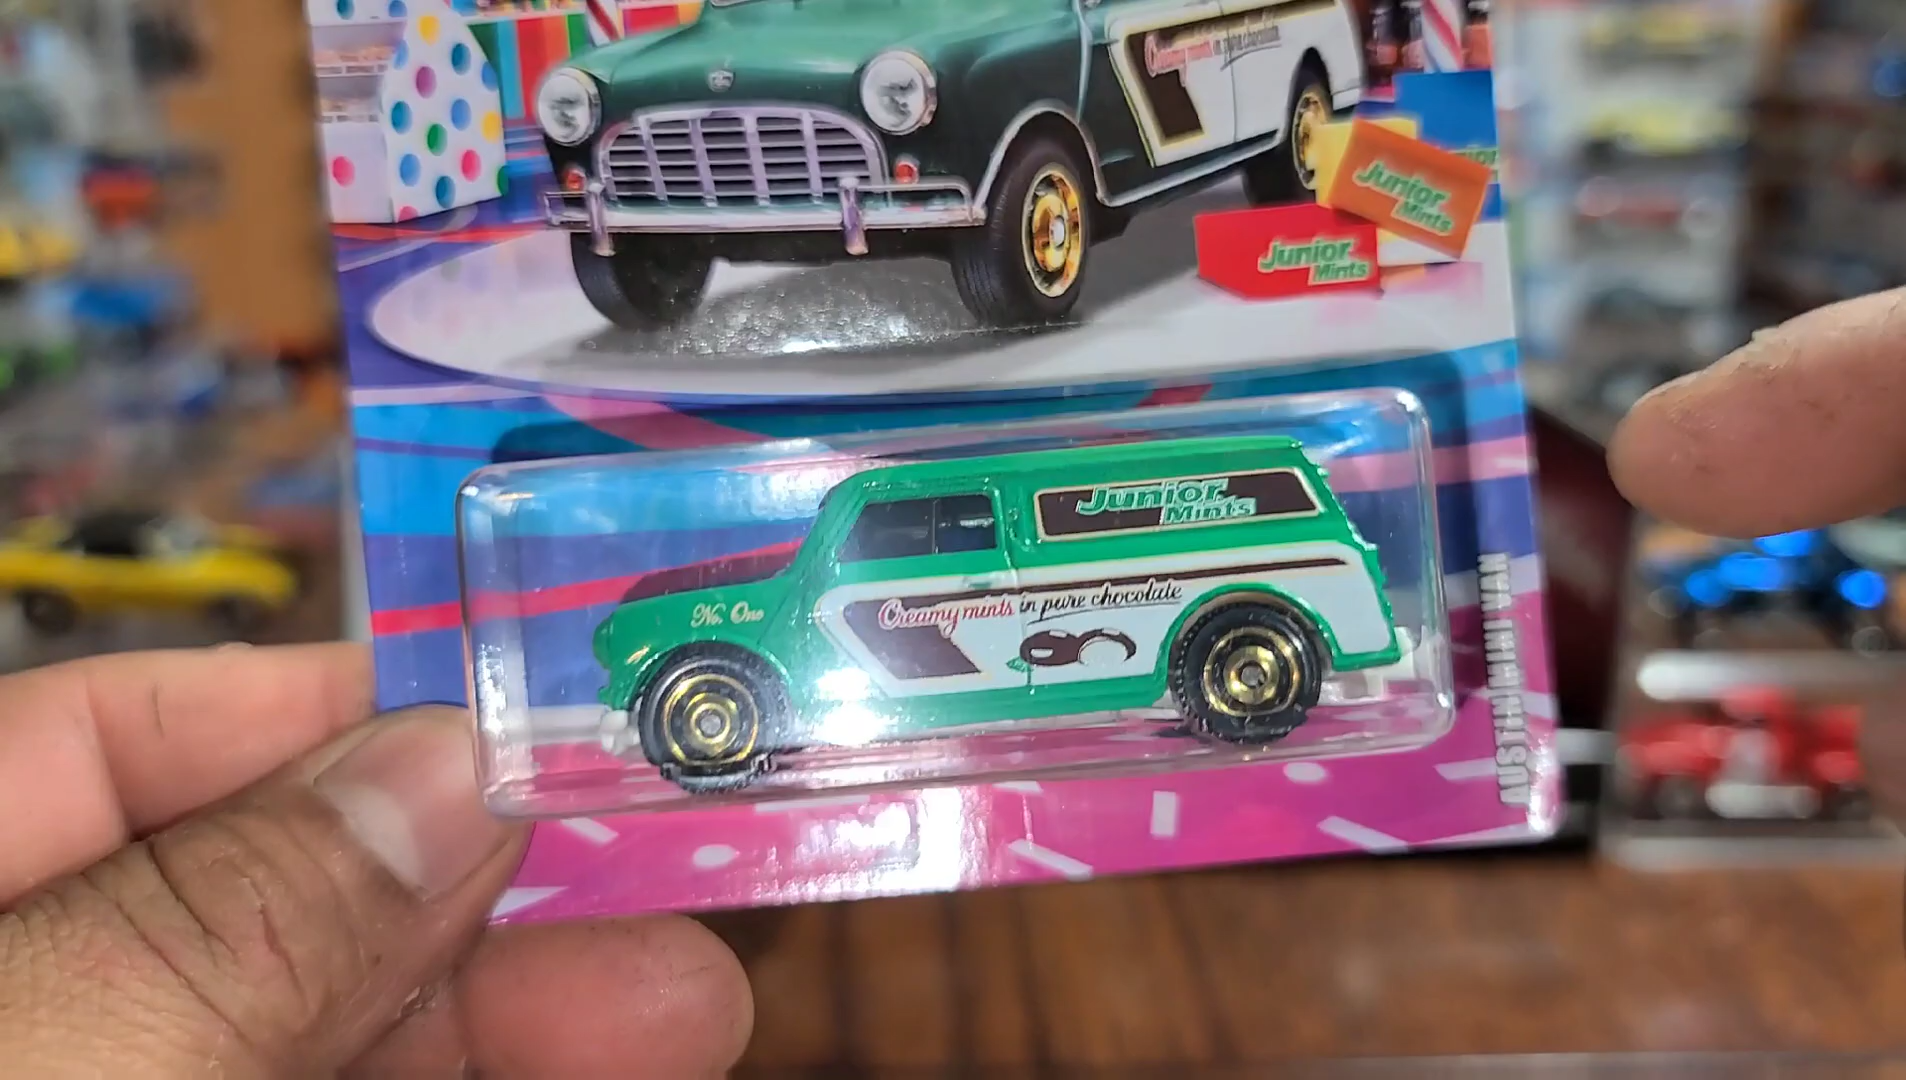 Creamy mints in pure chocolate
Junior
Mints
Junior
Mints
Junior
Mints
No. One
Creamy mints in pure chocolate
AUSTIN MINI VAN